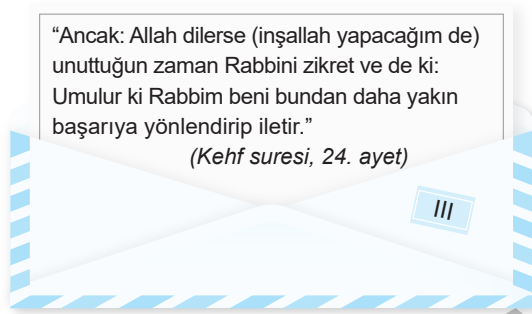 “Ancak: Allah dilerse (inşallah yapacağım de)
unuttuğun zaman Rabbini zikret ve de ki:
Umulur ki Rabbim beni bundan daha yakın
başarıya yönlendirip iletir.”
(Kehf suresi, 24. ayet)
III